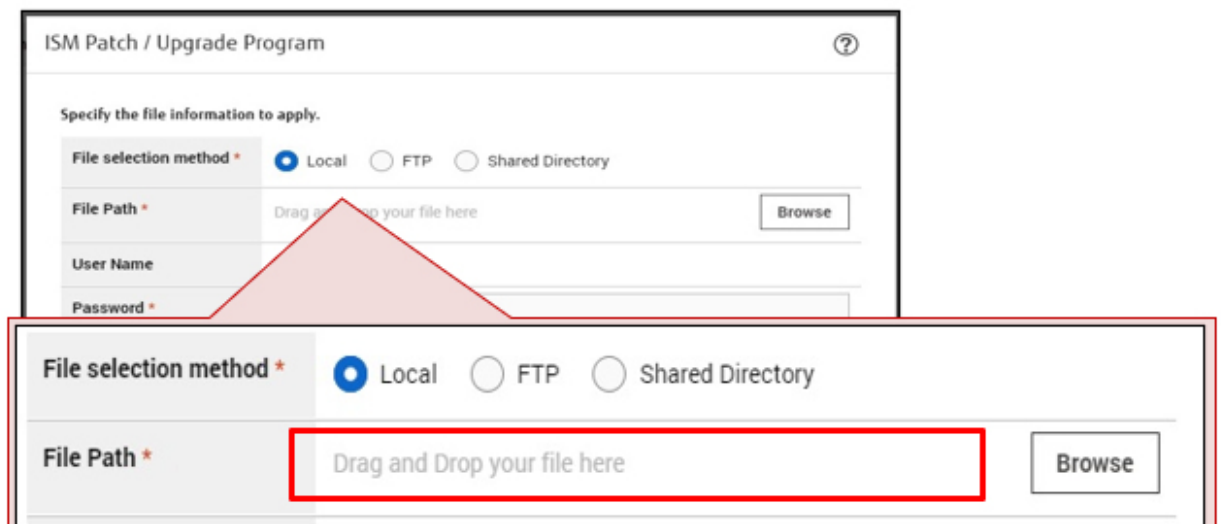 ISM Patch / Upgrade Program ?
Specify the file information to apply.
File selection method * Local FTP Shared Directory
File Path * Drag and Drop your file here Browse
User Name
Password *
File selection method * Local FTP Shared Directory
File Path * Drag and Drop your file here Browse